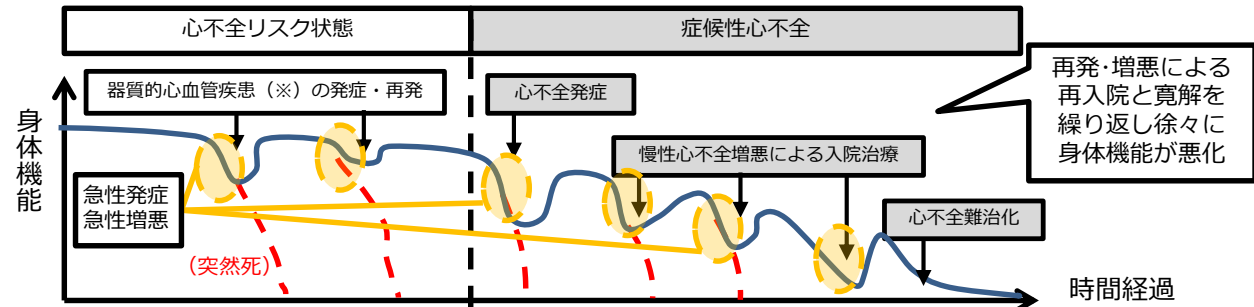 心不全リスク状態
症候性心不全
再発・増悪による
再入院と寛解を
繰り返し徐々に
身体機能が悪化
器質的心血管疾患（※）の発症・再発
心不全発症
慢性心不全増悪による入院治療
身体機能
急性発症
急性増悪
心不全難治化
（突然死）
時間経過